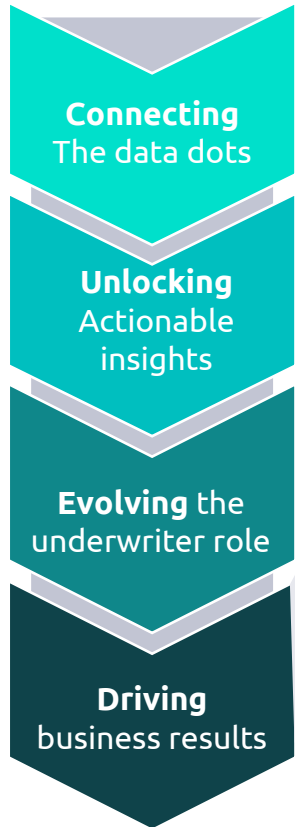 Connecting
The data dots
Unlocking
Actionable
insights
Evolving the
underwriter role
Driving
business results